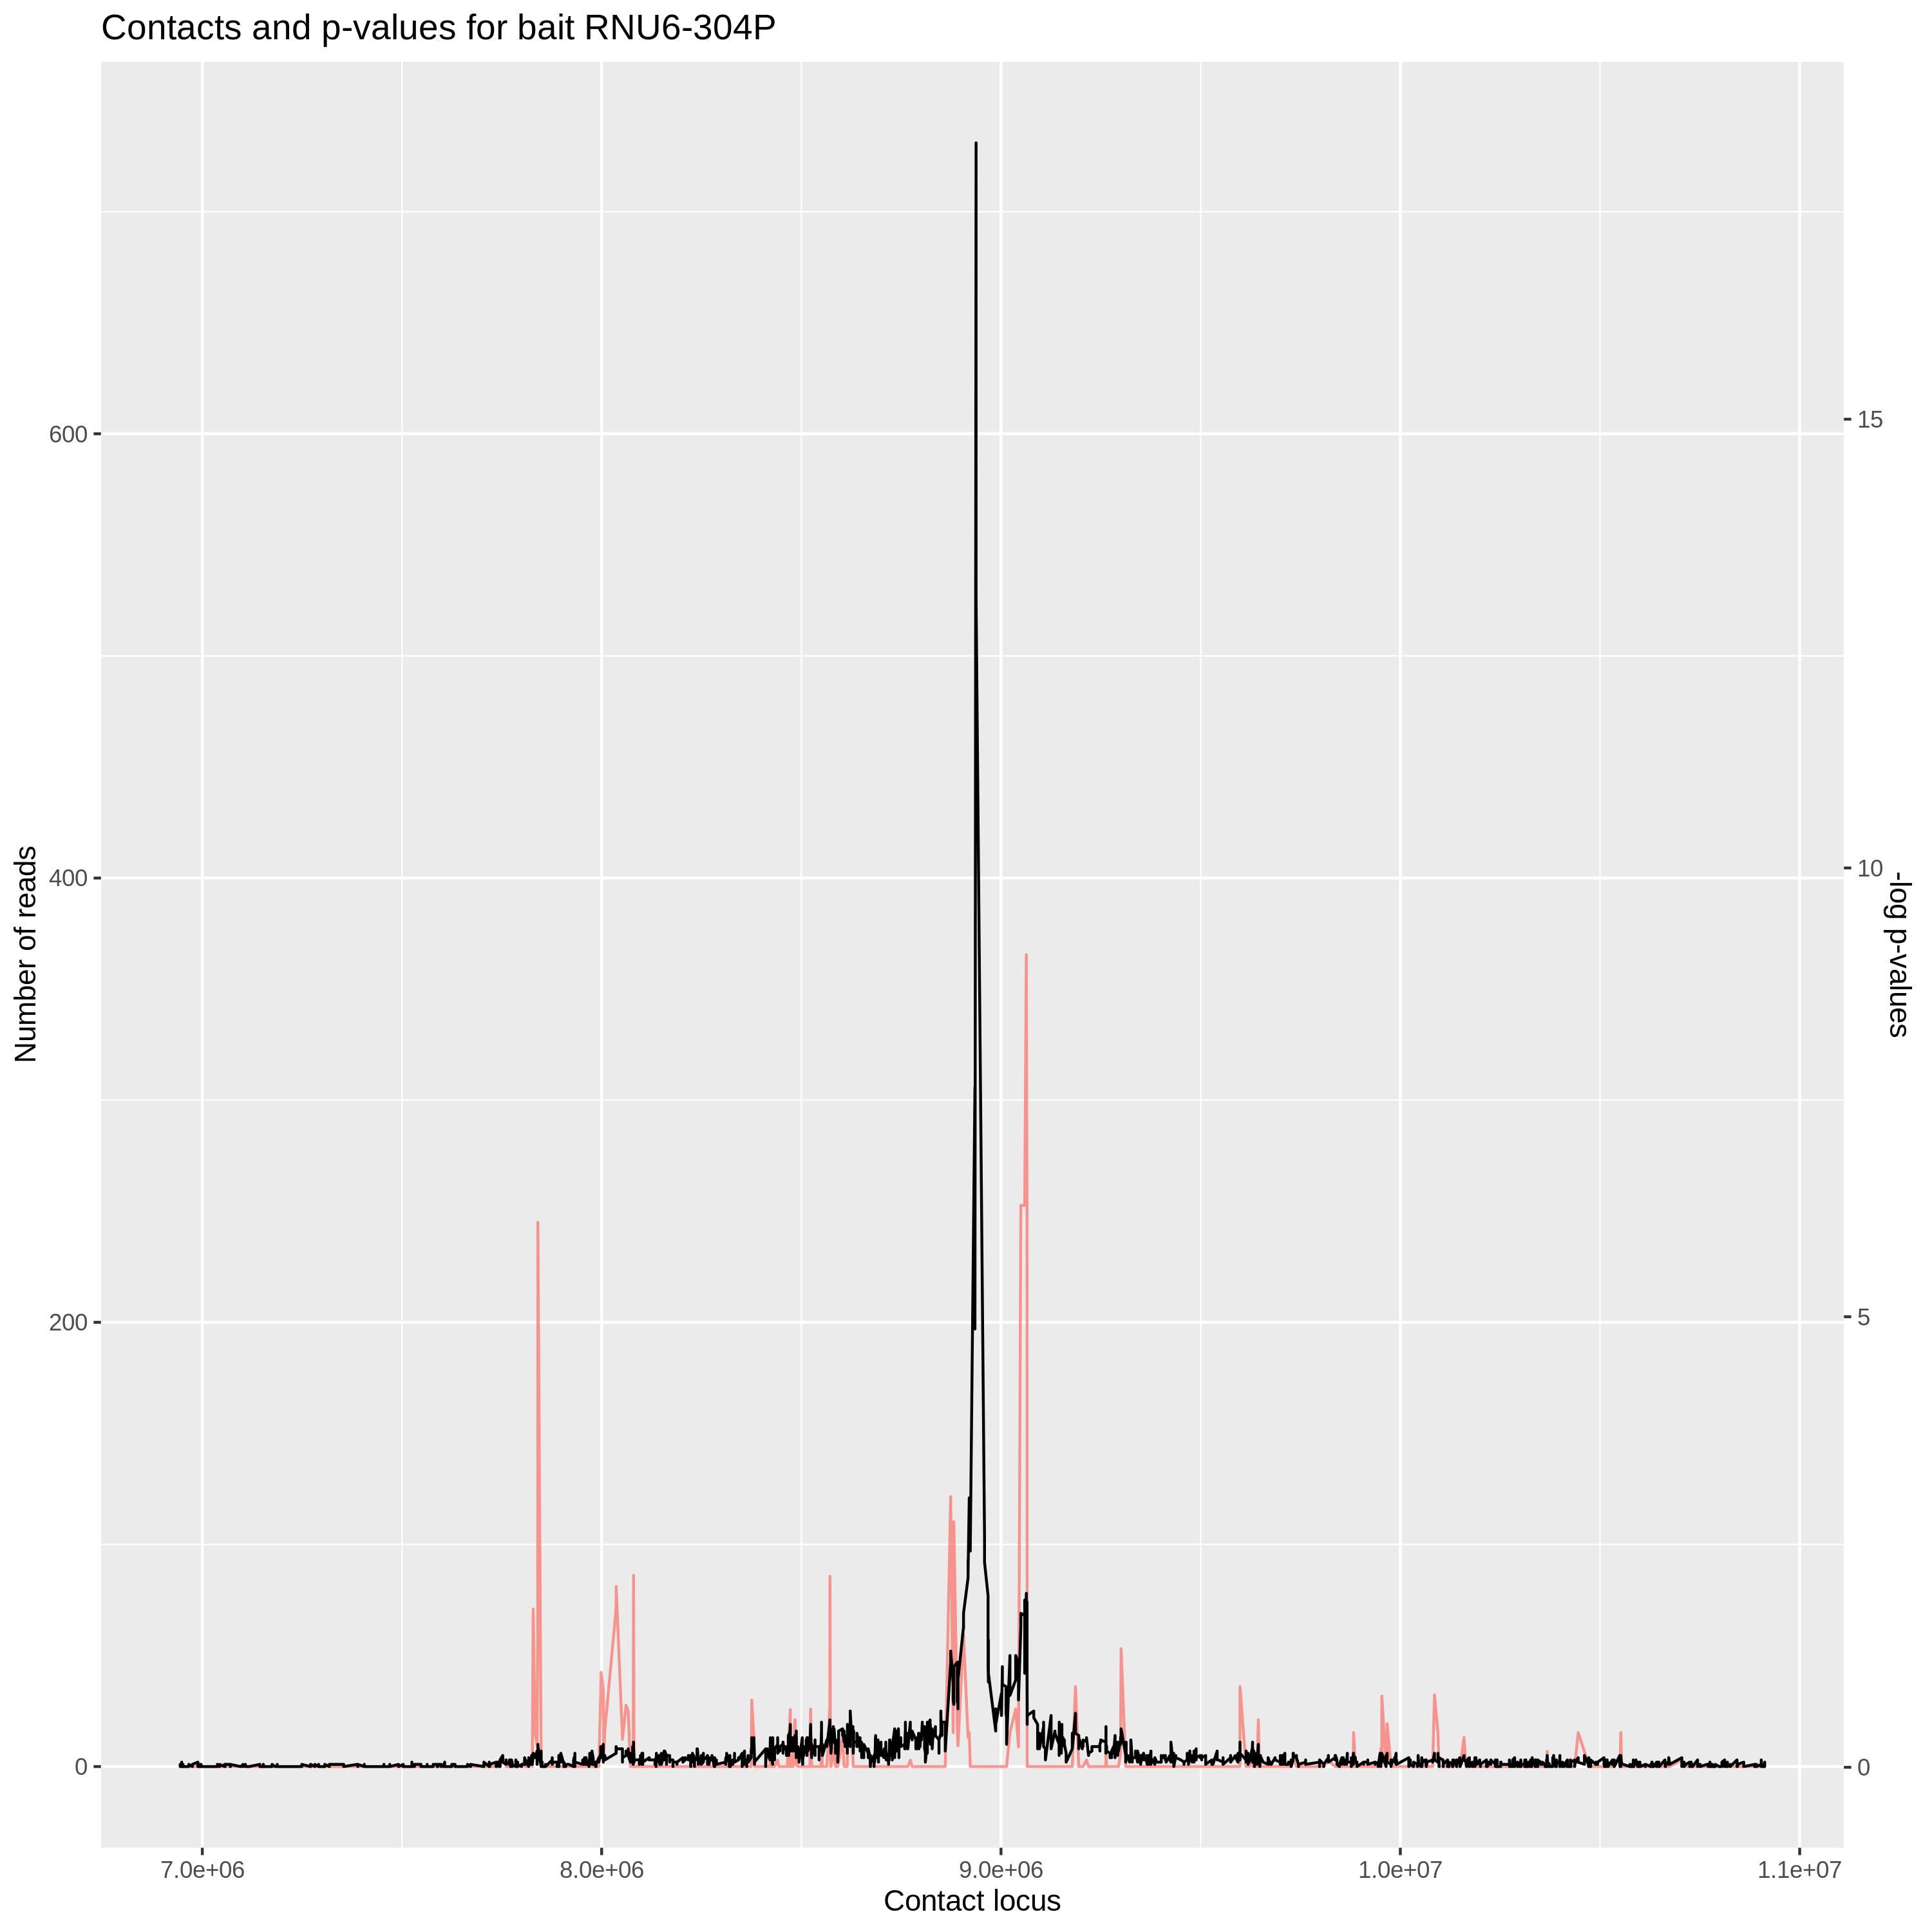 Contacts and p-values for bait RNU6-304P
600
400
200
0
Number of reads
15
10
5
0
-log p-values
7.0e+06
8.0e+06
9.0e+06
1.0e+07
1.1e+07
Contact locus